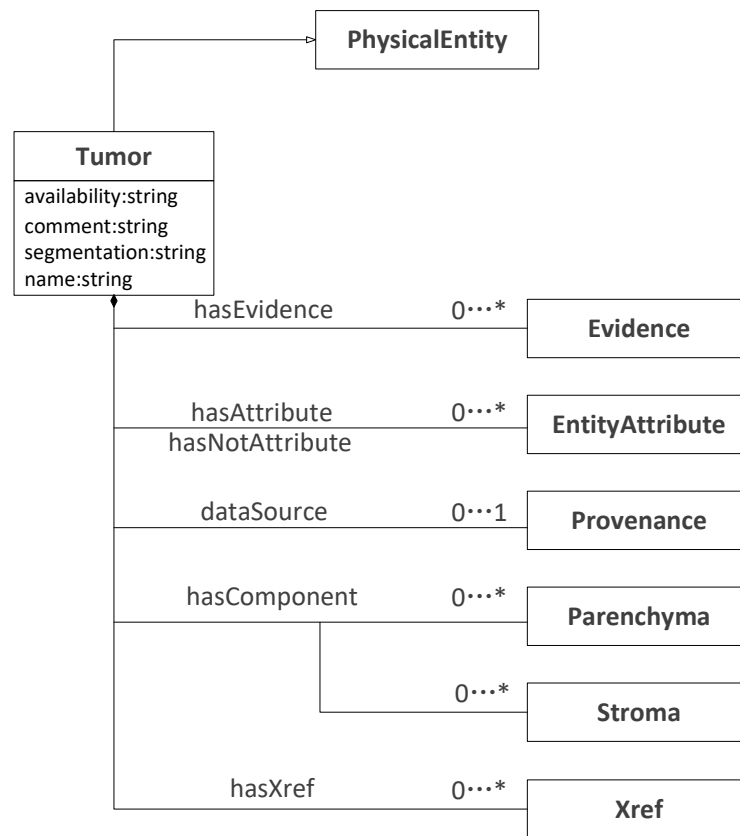 PhysicalEntity
Tumor
availability:string
comment:string
segmentation:string
name:string
hasEvidence 0···*
Evidence
hasAttribute 0···*
EntityAttribute
hasNotAttribute
dataSource 0···1
Provenance
hasComponent 0···*
Parenchyma
0···*
Stroma
hasXref 0···*
Xref